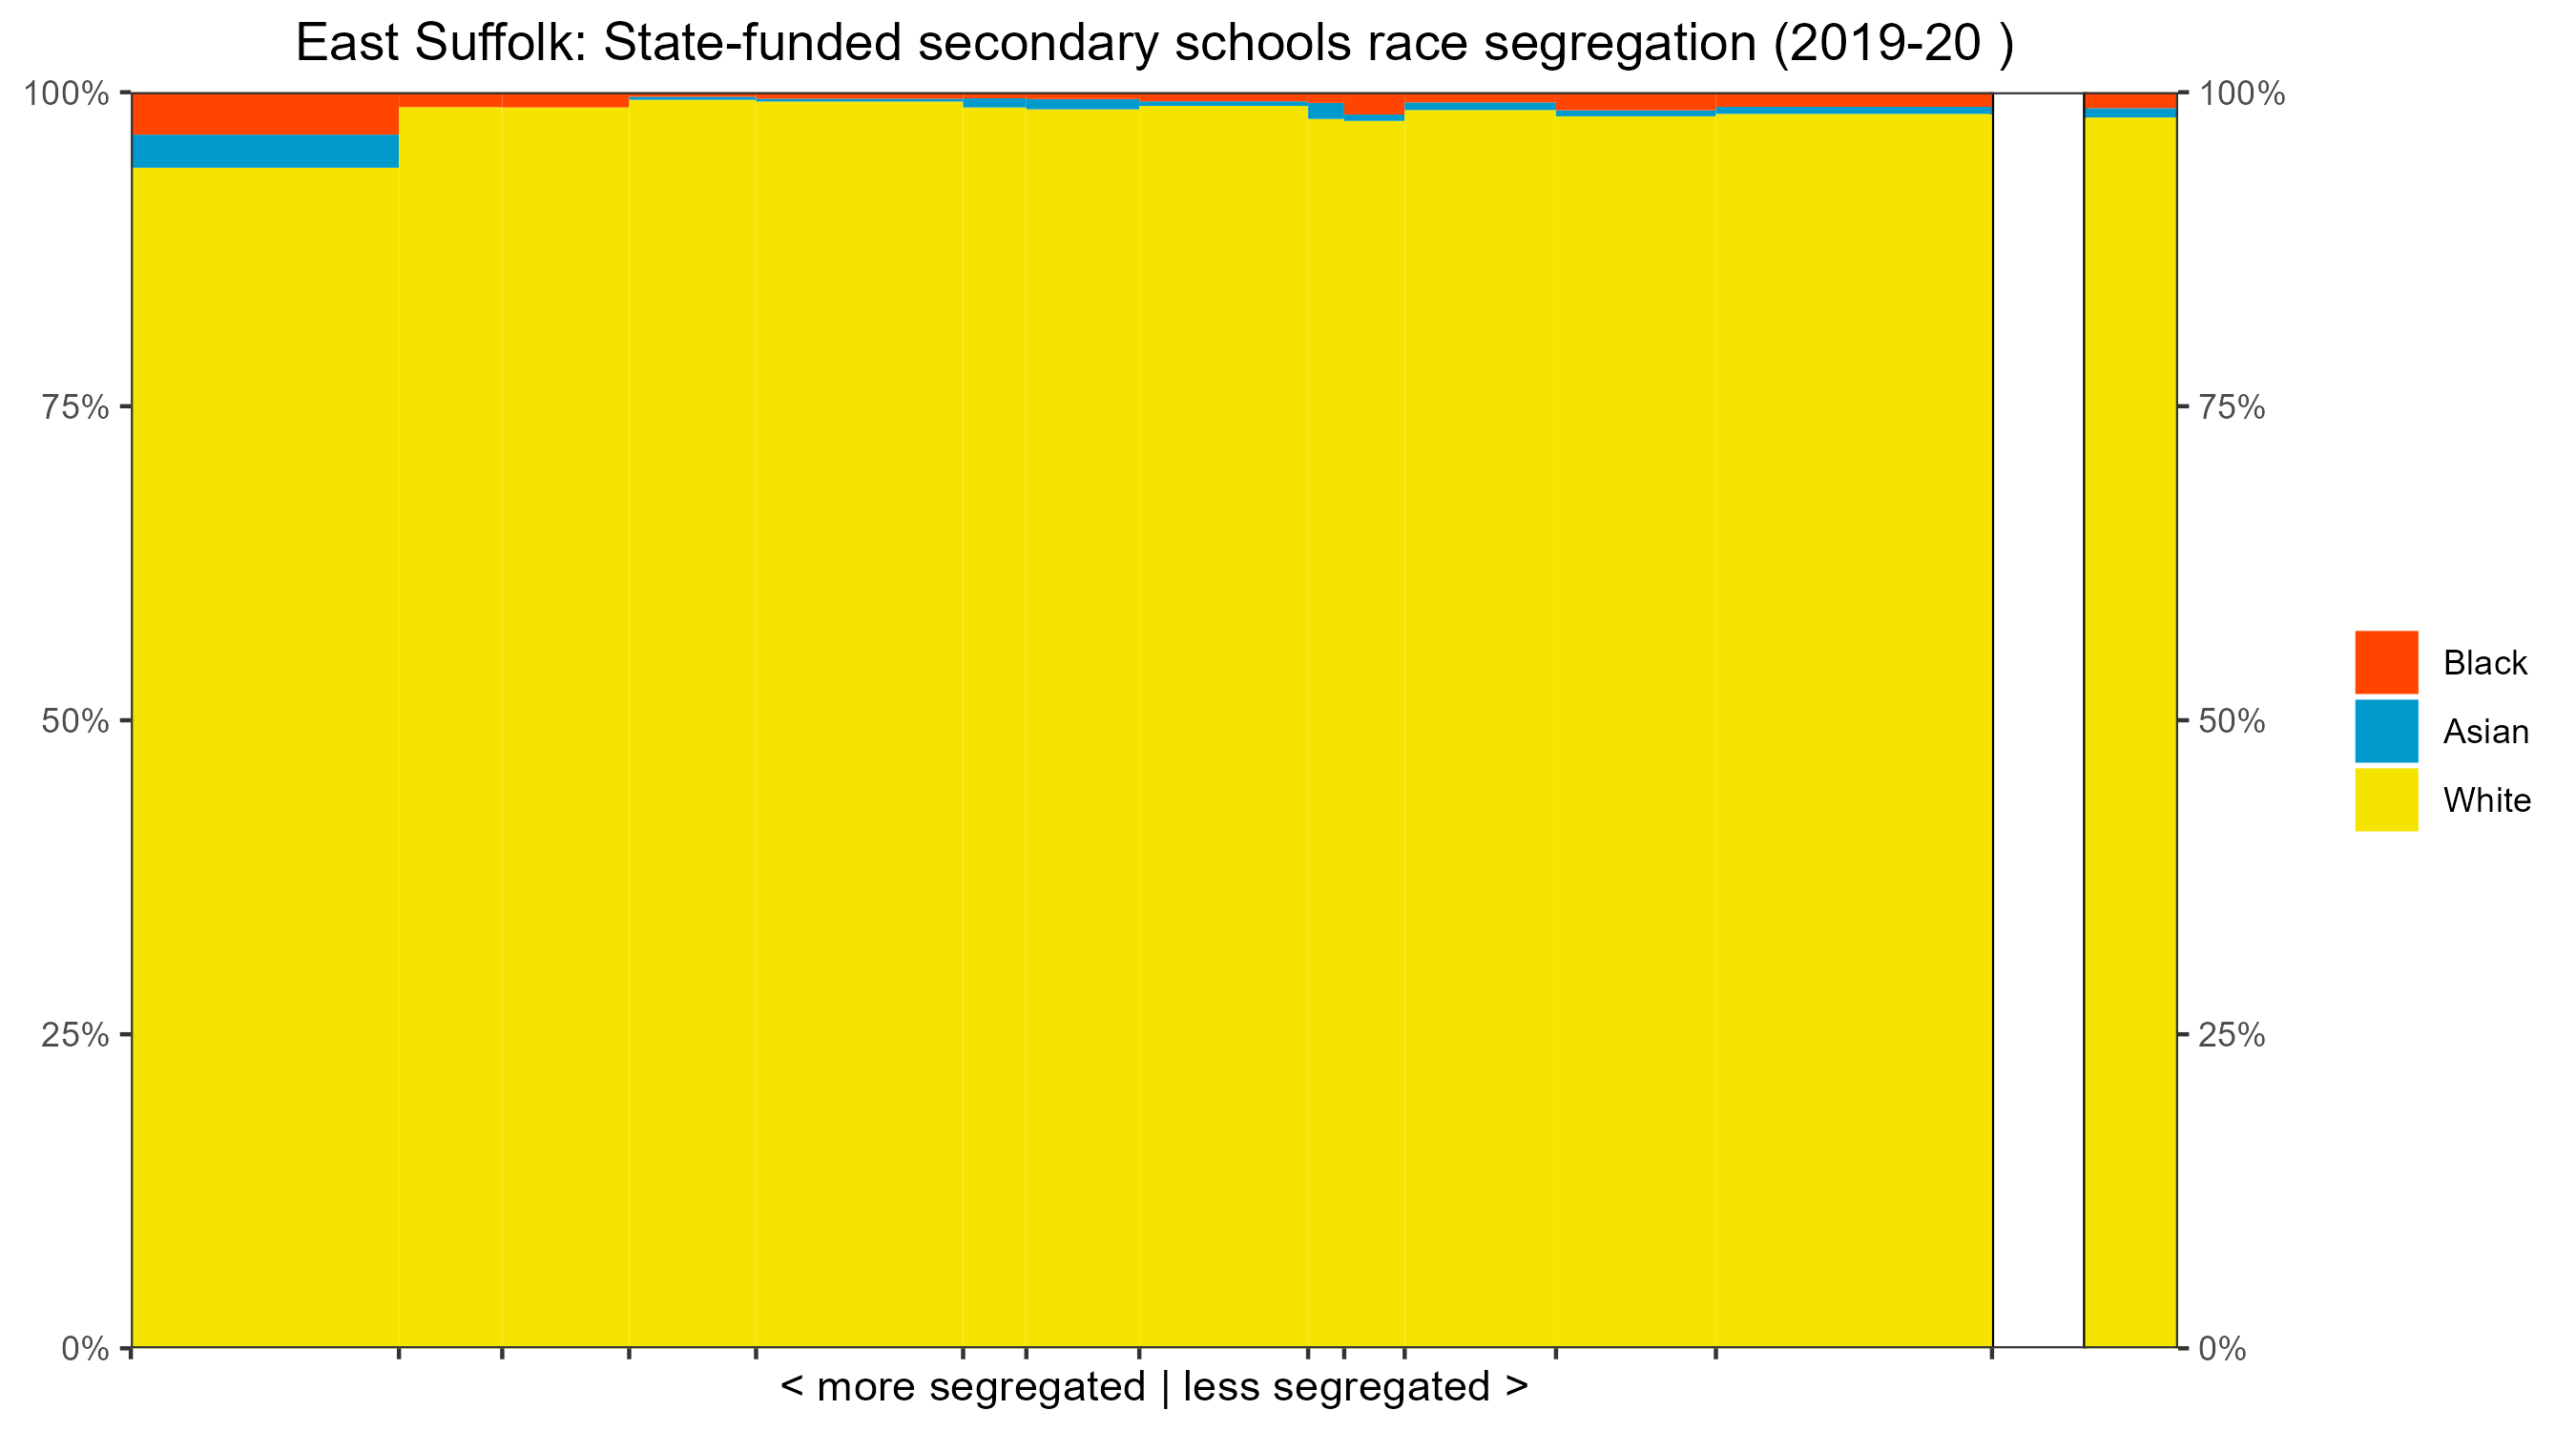 East Suffolk: State-funded secondary schools race segregation (2019-20 )
100%
75%
50%
25%
0%
100%
75%
50%
25%
0%
Black
Asian
White
< more segregated | less segregated >